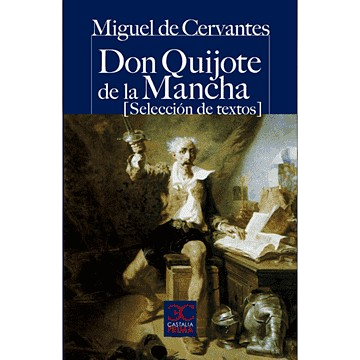 Miguel de Cervantes
Don Quijote
de la Mancha
[Selección de textos]
CASTALIA
PRIMA